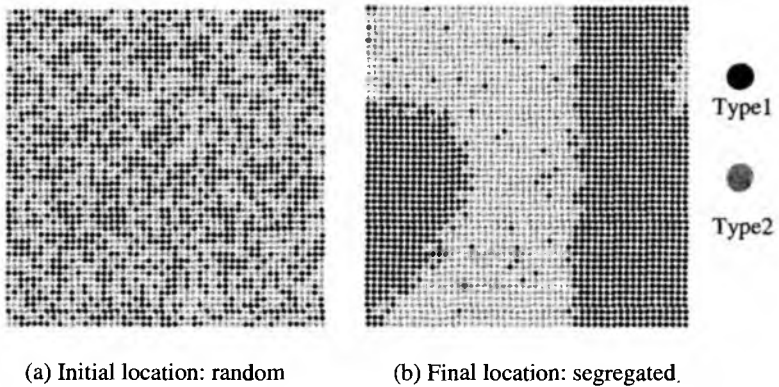 Type1
Type2
(a) Initial location: random
(b) Final location: segregated.